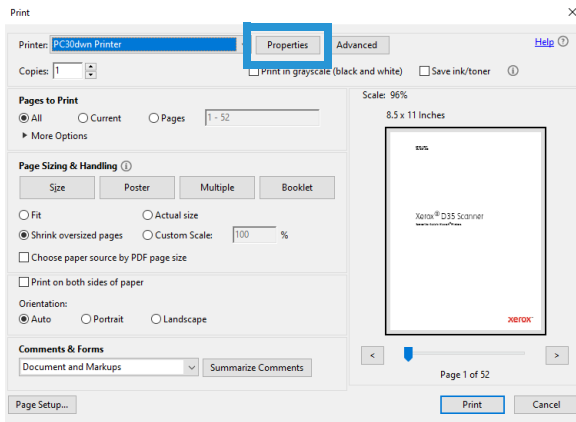 Print
Printer: PC30dwn Printer Properties Advanced Help
Copies: 1 Print in grayscale (black and white) Save ink/toner
Pages to Print
All Current Pages 1 - 52
More Options
Page Sizing & Handling
Size Poster Multiple Booklet
Fit Actual size
Shrink oversized pages Custom Scale: 100 %
Choose paper source by PDF page size
Print on both sides of paper
Orientation:
Auto Portrait Landscape
Comments & Forms
Document and Markups Summarize Comments
Scale: 96%
8.5 x 11 Inches
Xerox® D35 Scanner
xerox™
< >
Page 1 of 52
Page Setup... Print Cancel